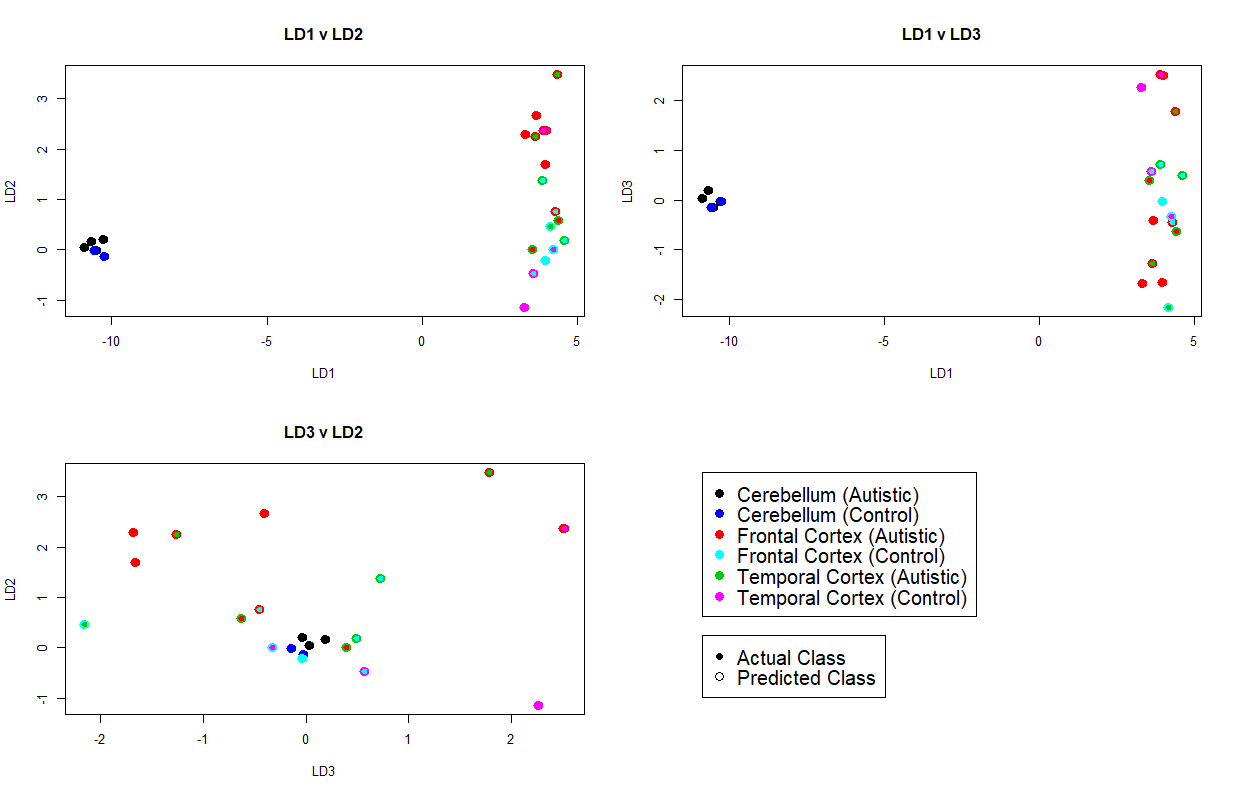 LD1 v LD2
3
2
1
0
-1
LD2
-10
-5
0
5
LD1
LD1 v LD3
2
1
0
-1
-2
LD3
-10
-5
0
5
LD1
LD3 v LD2
3
2
1
0
-1
LD2
-2
-1
0
1
2
LD3
Cerebellum (Autistic)
Cerebellum (Control)
Frontal Cortex (Autistic)
Frontal Cortex (Control)
Temporal Cortex (Autistic)
Temporal Cortex (Control)
Actual Class
Predicted Class